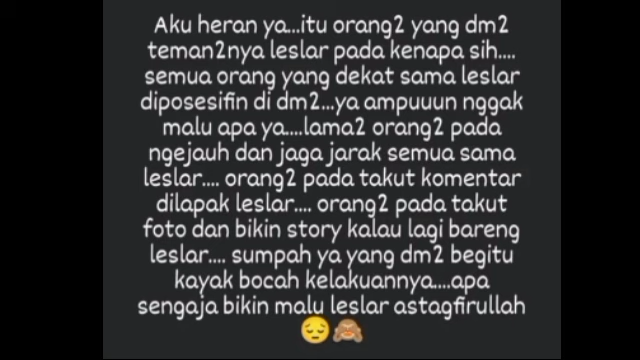 Aku heran ya...itu orang2 yang dm2
teman2nya leslar pada kenapa sih....
semua orang yang dekat sama leslar
diposesifin di dm2...ya ampuuun nggak
malu apa ya....lama2 orang2 pada
ngejauh dan jaga jarak semua sama
leslar.... orang2 pada takut komentar
dilapak leslar.... orang2 pada takut
foto dan bikin story kalau lagi bareng
leslar.... sumpah ya yang dm2 begitu
kayak bocah kelakuannya....apa
sengaja bikin malu leslar astagfirullah
😔🙈